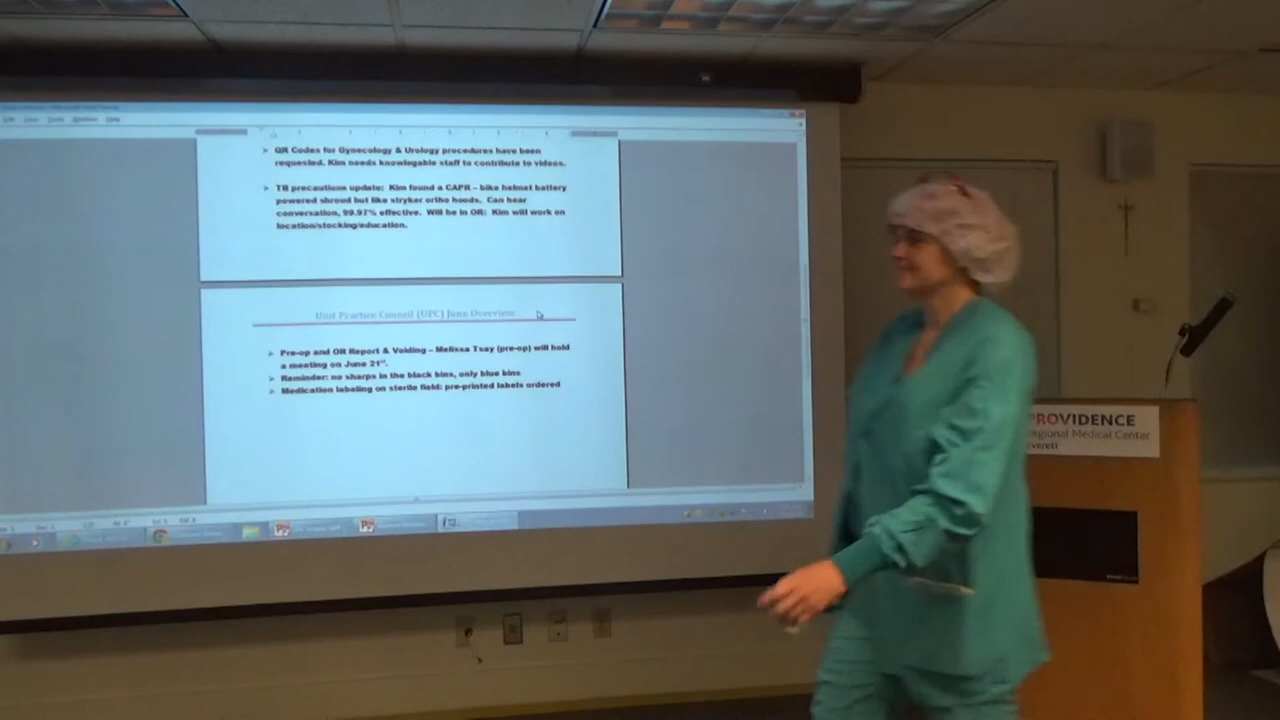 ➢ QR Codes for Gynecology & Urology procedures have been
requested. Kim needs knowlegable staff to contribute to videos.
➢ TB precautions update: Kim found a CAPR – bike helmet battery
powered shroud but like stryker ortho hoods. Can hear
conversation, 99.97% effective. Will be in OR: Kim will work on
location/stocking/education.
Unit Practice Council (UPC) June Overview
➢ Pre-op and OR Report & Voiding – Melissa Tsay (pre-op) will hold
a meeting on June 21st.
➢ Reminder: no sharps in the black bins, only blue bins
➢ Medication labeling on sterile field: pre-printed labels ordered
PROVIDENCE
Regional Medical Center
Everett